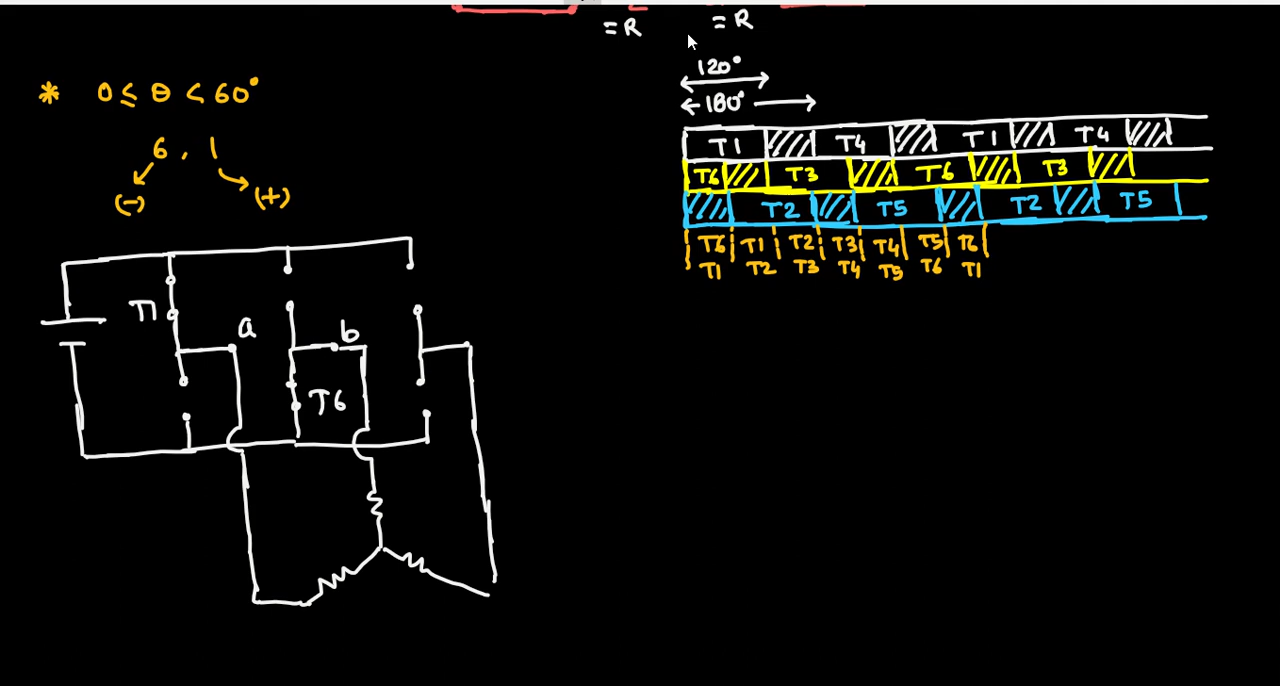 = R = R
* 0 ≤ θ < 60°
6 , 1
(-) (+)
120°
180°
T1 T4 T1 T4
T6 T3 T6 T3
T2 T5 T2 T5
T6 T1 T2 T3 T4 T5 T6
T1 T2 T3 T4 T5 T6 T1
T1 a b
T6